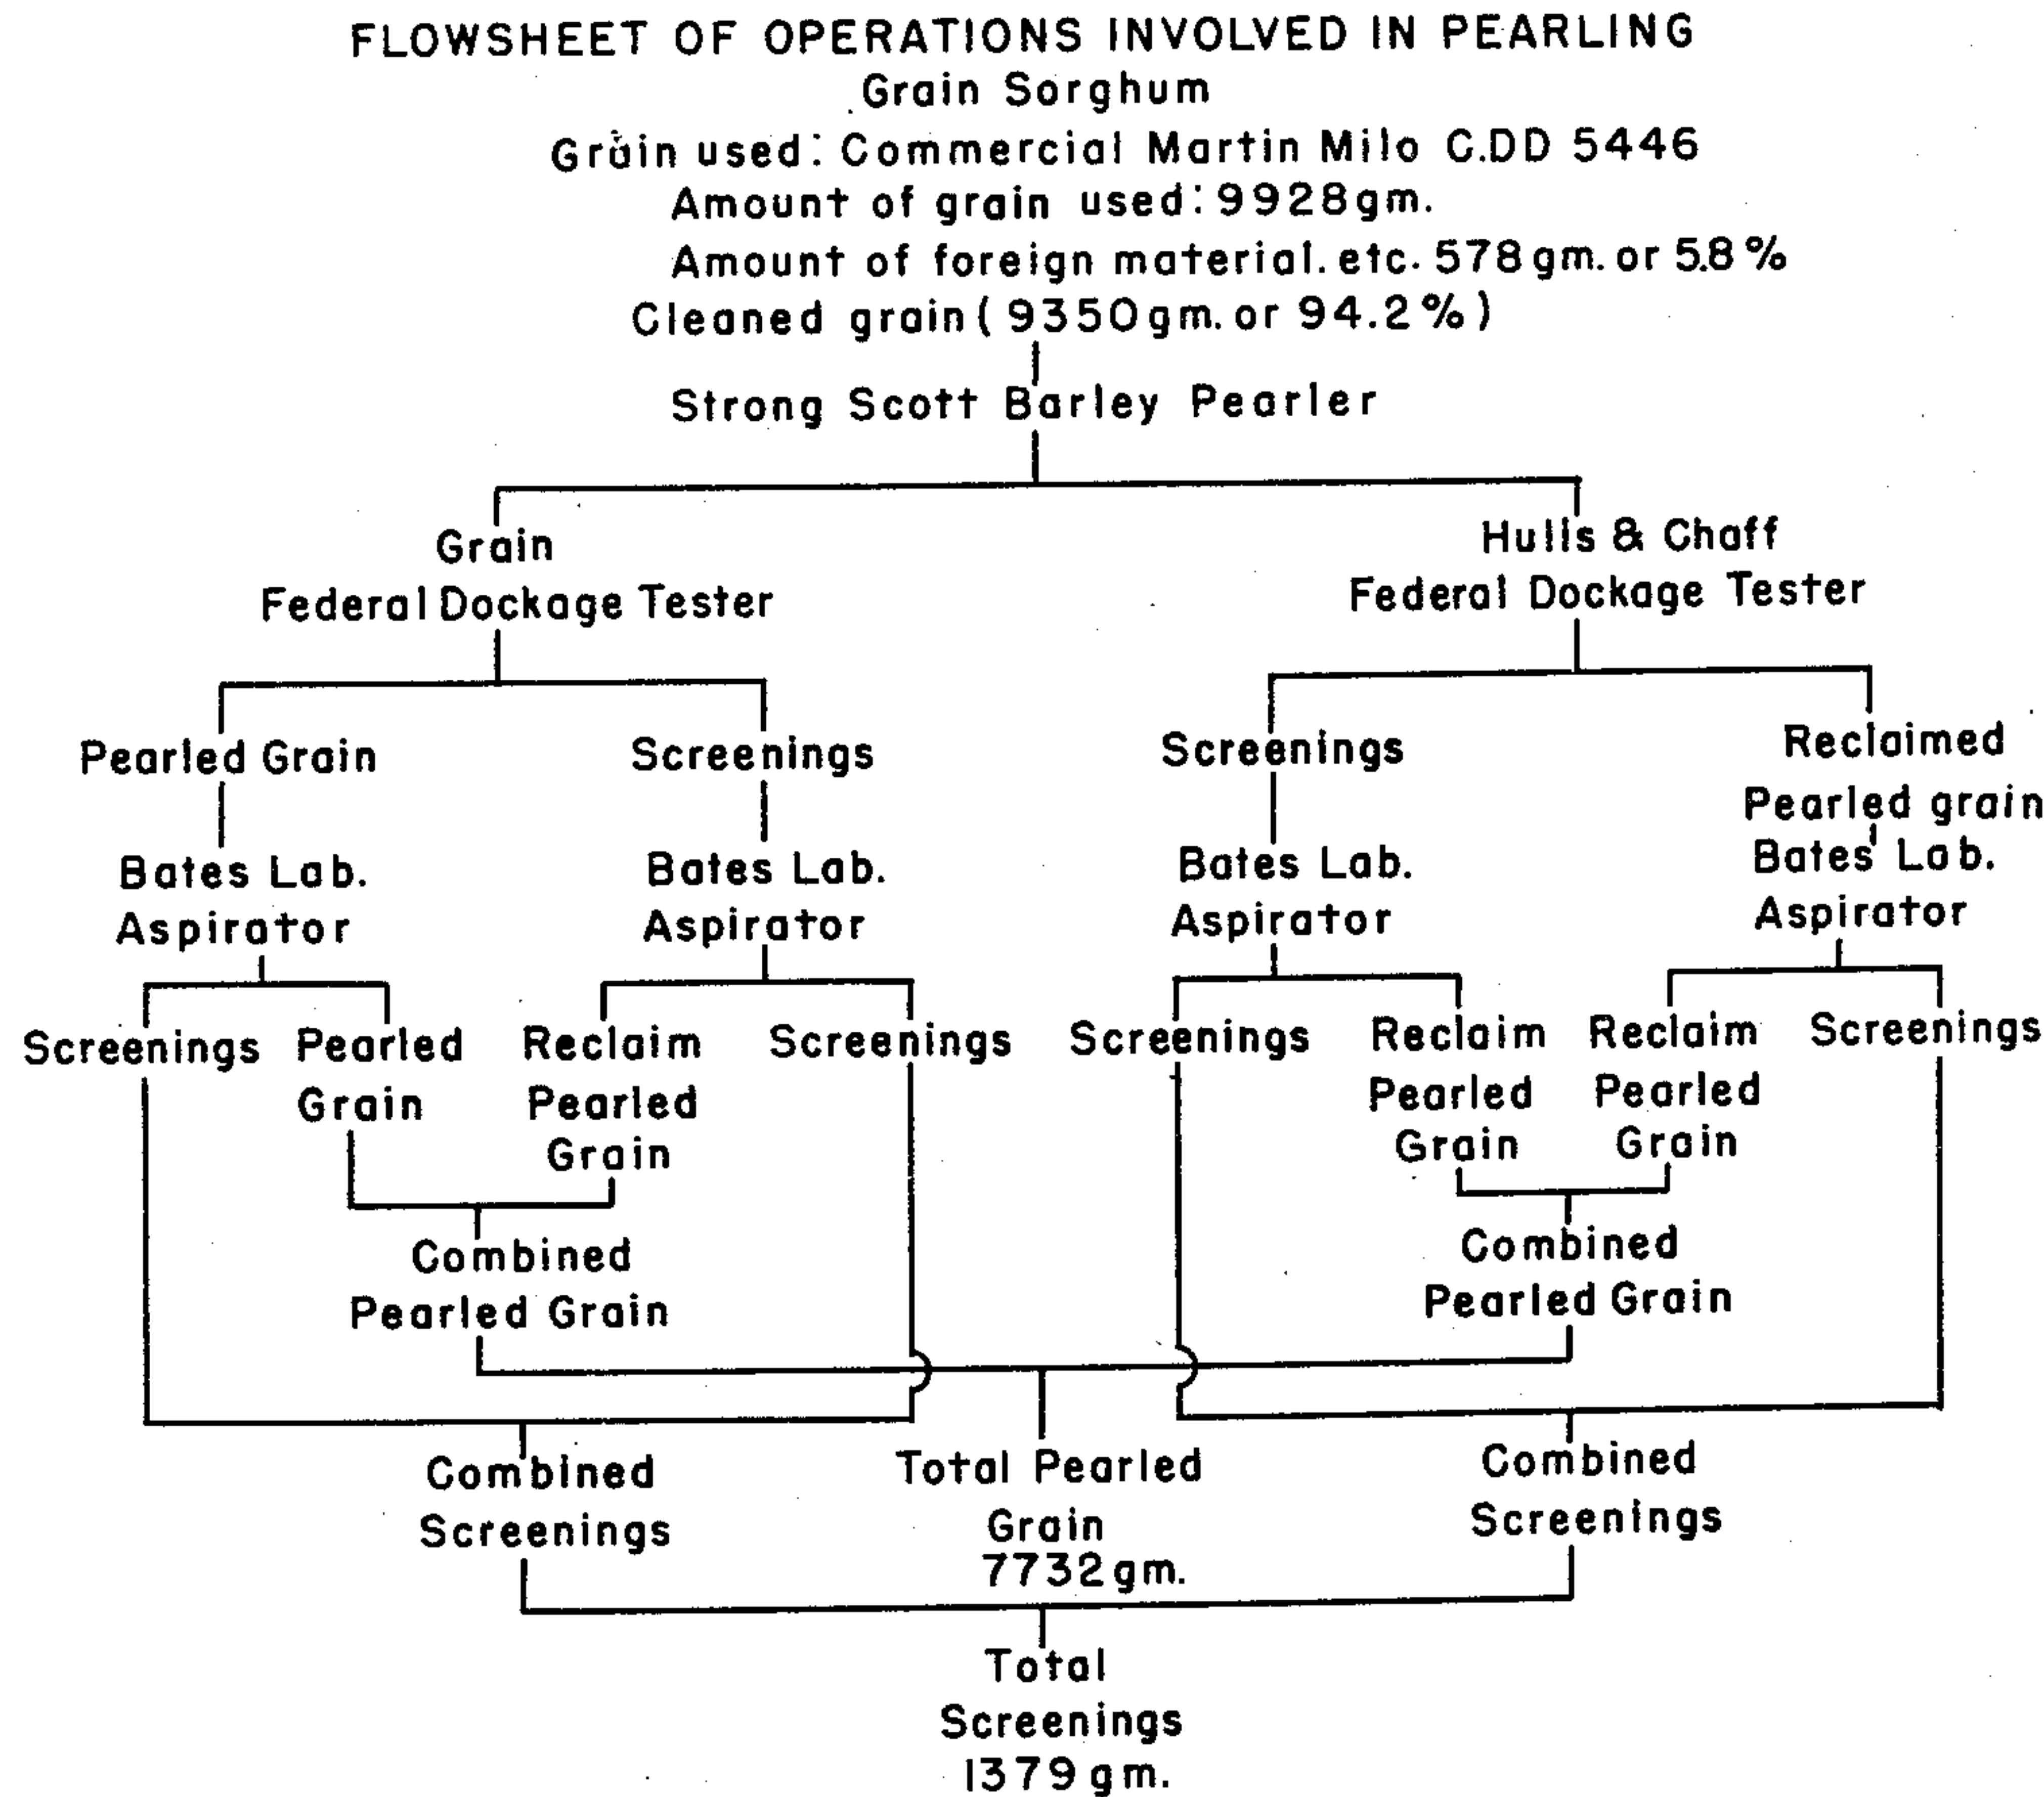 FLOWSHEET OF OPERATIONS INVOLVED IN PEARLING
Grain Sorghum
Grain used: Commercial Martin Milo C.DD 5446
Amount of grain used: 9928gm.
Amount of foreign material. etc. 578gm. or 5.8%
Cleaned grain (9350gm. or 94.2%)
Strong Scott Barley Pearler
Grain
Federal Dockage Tester
Hulls & Chaff
Federal Dockage Tester
Pearled Grain
Screenings
Screenings
Reclaimed
Pearled grain
Bates Lab.
Aspirator
Bates Lab.
Aspirator
Bates Lab.
Aspirator
Bates Lab.
Aspirator
Screenings
Pearled
Grain
Reclaim
Pearled
Grain
Screenings
Screenings
Reclaim
Pearled
Grain
Reclaim
Pearled
Grain
Screenings
Combined
Pearled Grain
Combined
Pearled Grain
Combined
Screenings
Total Pearled
Grain
7732gm.
Combined
Screenings
Total
Screenings
1379gm.